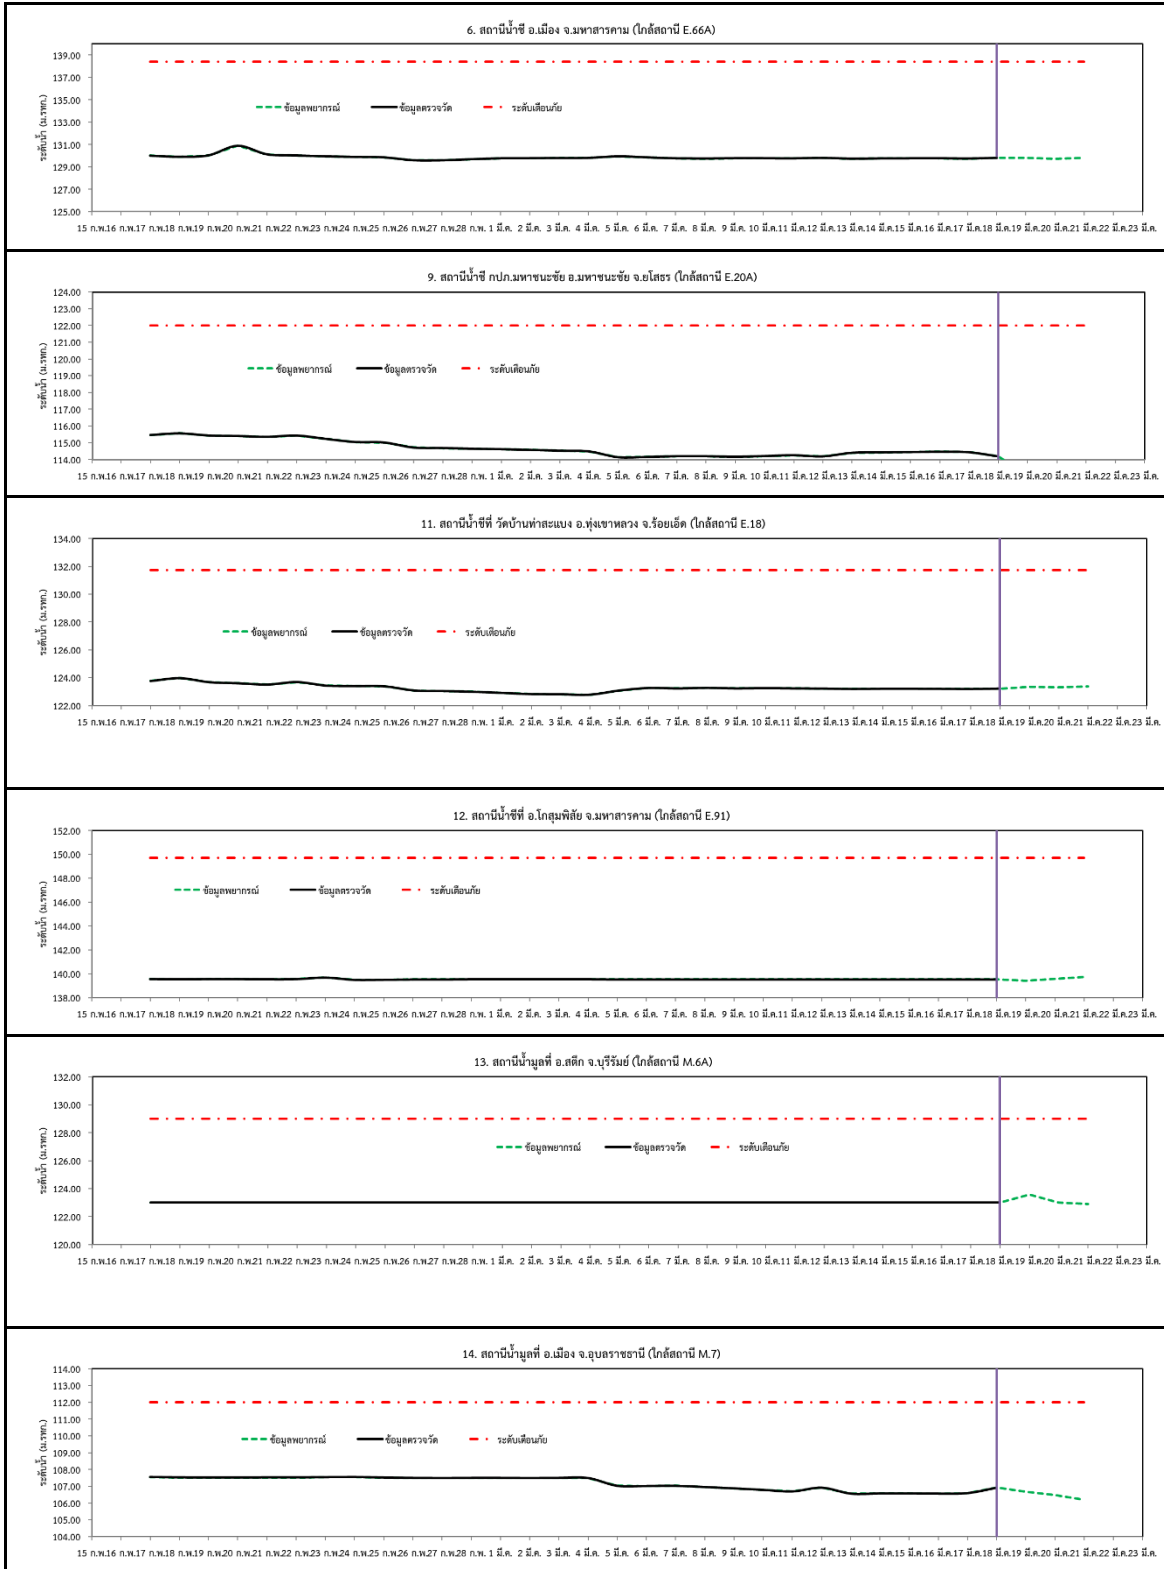 6. สถานีน้ำชี อ.เมือง จ.มหาสารคาม (ใกล้สถานี E.66A)
ระดับน้ำ (ม.รทก.)
139.00
137.00
135.00
133.00
131.00
129.00
127.00
125.00
ข้อมูลพยากรณ์ ข้อมูลตรวจวัด ระดับเตือนภัย
15 ก.พ.16 ก.พ.17 ก.พ.18 ก.พ.19 ก.พ.20 ก.พ.21 ก.พ.22 ก.พ.23 ก.พ.24 ก.พ.25 ก.พ.26 ก.พ.27 ก.พ.28 ก.พ. 1 มี.ค. 2 มี.ค. 3 มี.ค. 4 มี.ค. 5 มี.ค. 6 มี.ค. 7 มี.ค. 8 มี.ค. 9 มี.ค. 10 มี.ค.11 มี.ค.12 มี.ค.13 มี.ค.14 มี.ค.15 มี.ค.16 มี.ค.17 มี.ค.18 มี.ค.19 มี.ค.20 มี.ค.21 มี.ค.22 มี.ค.23 มี.ค.
9. สถานีน้ำชี กปภ.มหาชนะชัย อ.มหาชนะชัย จ.ยโสธร (ใกล้สถานี E.20A)
ระดับน้ำ (ม.รทก.)
124.00
123.00
122.00
121.00
120.00
119.00
118.00
117.00
116.00
115.00
114.00
ข้อมูลพยากรณ์ ข้อมูลตรวจวัด ระดับเตือนภัย
15 ก.พ.16 ก.พ.17 ก.พ.18 ก.พ.19 ก.พ.20 ก.พ.21 ก.พ.22 ก.พ.23 ก.พ.24 ก.พ.25 ก.พ.26 ก.พ.27 ก.พ.28 ก.พ. 1 มี.ค. 2 มี.ค. 3 มี.ค. 4 มี.ค. 5 มี.ค. 6 มี.ค. 7 มี.ค. 8 มี.ค. 9 มี.ค. 10 มี.ค.11 มี.ค.12 มี.ค.13 มี.ค.14 มี.ค.15 มี.ค.16 มี.ค.17 มี.ค.18 มี.ค.19 มี.ค.20 มี.ค.21 มี.ค.22 มี.ค.23 มี.ค.
11. สถานีน้ำชีที่ วัดบ้านท่าสะแบง อ.ทุ่งเขาหลวง จ.ร้อยเอ็ด (ใกล้สถานี E.18)
ระดับน้ำ (ม.รทก.)
134.00
132.00
130.00
128.00
126.00
124.00
122.00
ข้อมูลพยากรณ์ ข้อมูลตรวจวัด ระดับเตือนภัย
15 ก.พ.16 ก.พ.17 ก.พ.18 ก.พ.19 ก.พ.20 ก.พ.21 ก.พ.22 ก.พ.23 ก.พ.24 ก.พ.25 ก.พ.26 ก.พ.27 ก.พ.28 ก.พ. 1 มี.ค. 2 มี.ค. 3 มี.ค. 4 มี.ค. 5 มี.ค. 6 มี.ค. 7 มี.ค. 8 มี.ค. 9 มี.ค. 10 มี.ค.11 มี.ค.12 มี.ค.13 มี.ค.14 มี.ค.15 มี.ค.16 มี.ค.17 มี.ค.18 มี.ค.19 มี.ค.20 มี.ค.21 มี.ค.22 มี.ค.23 มี.ค.
12. สถานีน้ำชีที่ อ.โกสุมพิสัย จ.มหาสารคาม (ใกล้สถานี E.91)
ระดับน้ำ (ม.รทก.)
152.00
150.00
148.00
146.00
144.00
142.00
140.00
138.00
ข้อมูลพยากรณ์ ข้อมูลตรวจวัด ระดับเตือนภัย
15 ก.พ.16 ก.พ.17 ก.พ.18 ก.พ.19 ก.พ.20 ก.พ.21 ก.พ.22 ก.พ.23 ก.พ.24 ก.พ.25 ก.พ.26 ก.พ.27 ก.พ.28 ก.พ. 1 มี.ค. 2 มี.ค. 3 มี.ค. 4 มี.ค. 5 มี.ค. 6 มี.ค. 7 มี.ค. 8 มี.ค. 9 มี.ค. 10 มี.ค.11 มี.ค.12 มี.ค.13 มี.ค.14 มี.ค.15 มี.ค.16 มี.ค.17 มี.ค.18 มี.ค.19 มี.ค.20 มี.ค.21 มี.ค.22 มี.ค.23 มี.ค.
13. สถานีน้ำมูลที่ อ.สตึก จ.บุรีรัมย์ (ใกล้สถานี M.6A)
ระดับน้ำ (ม.รทก.)
132.00
130.00
128.00
126.00
124.00
122.00
120.00
ข้อมูลพยากรณ์ ข้อมูลตรวจวัด ระดับเตือนภัย
15 ก.พ.16 ก.พ.17 ก.พ.18 ก.พ.19 ก.พ.20 ก.พ.21 ก.พ.22 ก.พ.23 ก.พ.24 ก.พ.25 ก.พ.26 ก.พ.27 ก.พ.28 ก.พ. 1 มี.ค. 2 มี.ค. 3 มี.ค. 4 มี.ค. 5 มี.ค. 6 มี.ค. 7 มี.ค. 8 มี.ค. 9 มี.ค. 10 มี.ค.11 มี.ค.12 มี.ค.13 มี.ค.14 มี.ค.15 มี.ค.16 มี.ค.17 มี.ค.18 มี.ค.19 มี.ค.20 มี.ค.21 มี.ค.22 มี.ค.23 มี.ค.
14. สถานีน้ำมูลที่ อ.เมือง จ.อุบลราชธานี (ใกล้สถานี M.7)
ระดับน้ำ (ม.รทก.)
114.00
113.00
112.00
111.00
110.00
109.00
108.00
107.00
106.00
105.00
104.00
ข้อมูลพยากรณ์ ข้อมูลตรวจวัด ระดับเตือนภัย
15 ก.พ.16 ก.พ.17 ก.พ.18 ก.พ.19 ก.พ.20 ก.พ.21 ก.พ.22 ก.พ.23 ก.พ.24 ก.พ.25 ก.พ.26 ก.พ.27 ก.พ.28 ก.พ. 1 มี.ค. 2 มี.ค. 3 มี.ค. 4 มี.ค. 5 มี.ค. 6 มี.ค. 7 มี.ค. 8 มี.ค. 9 มี.ค. 10 มี.ค.11 มี.ค.12 มี.ค.13 มี.ค.14 มี.ค.15 มี.ค.16 มี.ค.17 มี.ค.18 มี.ค.19 มี.ค.20 มี.ค.21 มี.ค.22 มี.ค.23 มี.ค.